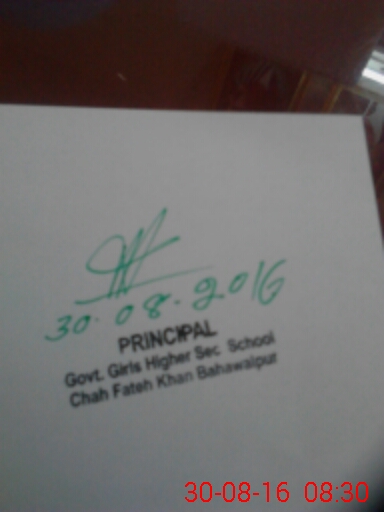 30-08-2016
PRINCIPAL
Govt. Girls Higher Sec School
Chah Fateh Khan Bahawalpur
30-08-16 08:30